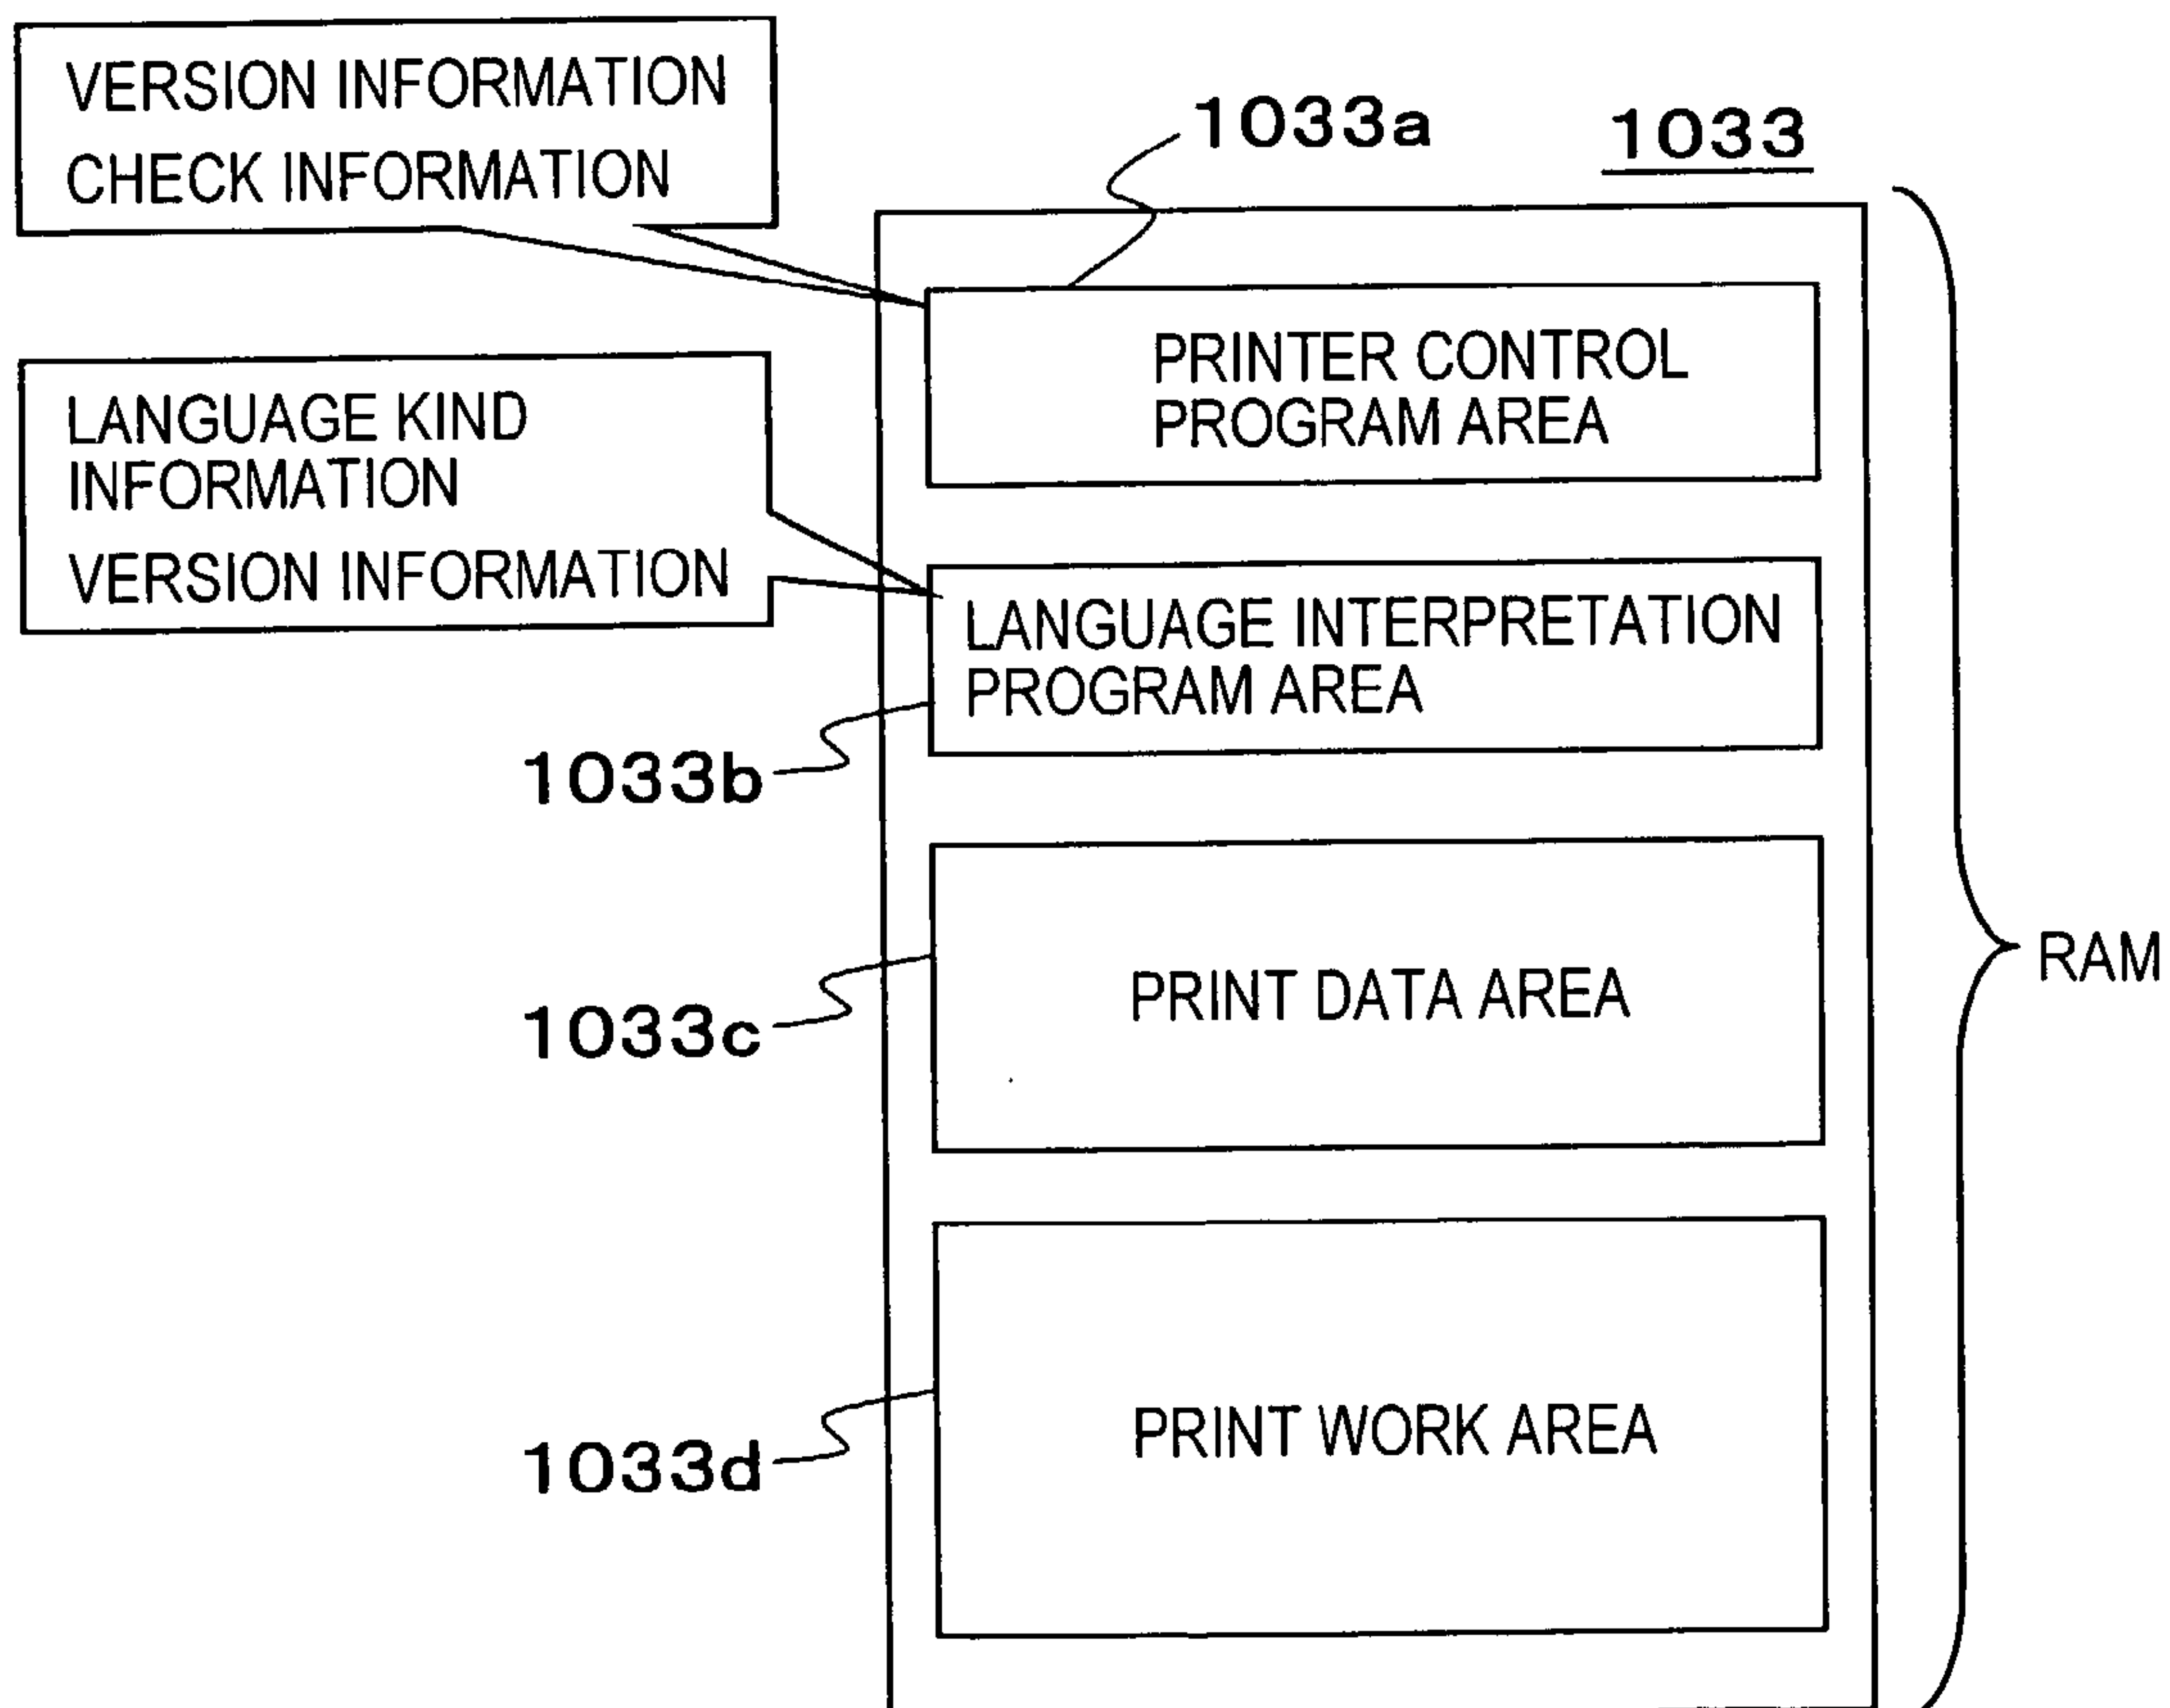 VERSION INFORMATION
CHECK INFORMATION
1033a
1033
PRINTER CONTROL
PROGRAM AREA
LANGUAGE KIND
INFORMATION
VERSION INFORMATION
LANGUAGE INTERPRETATION
PROGRAM AREA
1033b
PRINT DATA AREA
1033c
RAM
PRINT WORK AREA
1033d